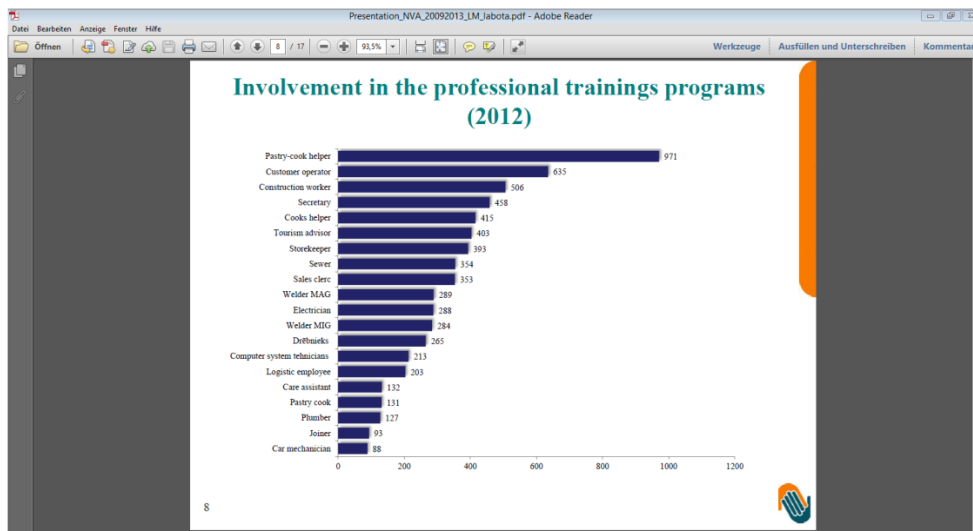 Presentation_NVA_20092013_LM_labota.pdf - Adobe Reader
Datei Bearbeiten Anzeige Fenster Hilfe
Öffnen 8 / 17 93,5% Werkzeuge Ausfüllen und Unterschreiben Kommentar
Involvement in the professional trainings programs
(2012)
Pastry-cook helper 971
Customer operator 635
Construction worker 506
Secretary 458
Cooks helper 415
Tourism advisor 403
Storekeeper 393
Sewer 354
Sales clerc 353
Welder MAG 289
Electrician 288
Welder MIG 284
Drēbnieks 265
Computer system tehnicians 213
Logistic employee 203
Care assistant 132
Pastry cook 131
Plumber 127
Joiner 93
Car mechanician 88
0 200 400 600 800 1000 1200
8